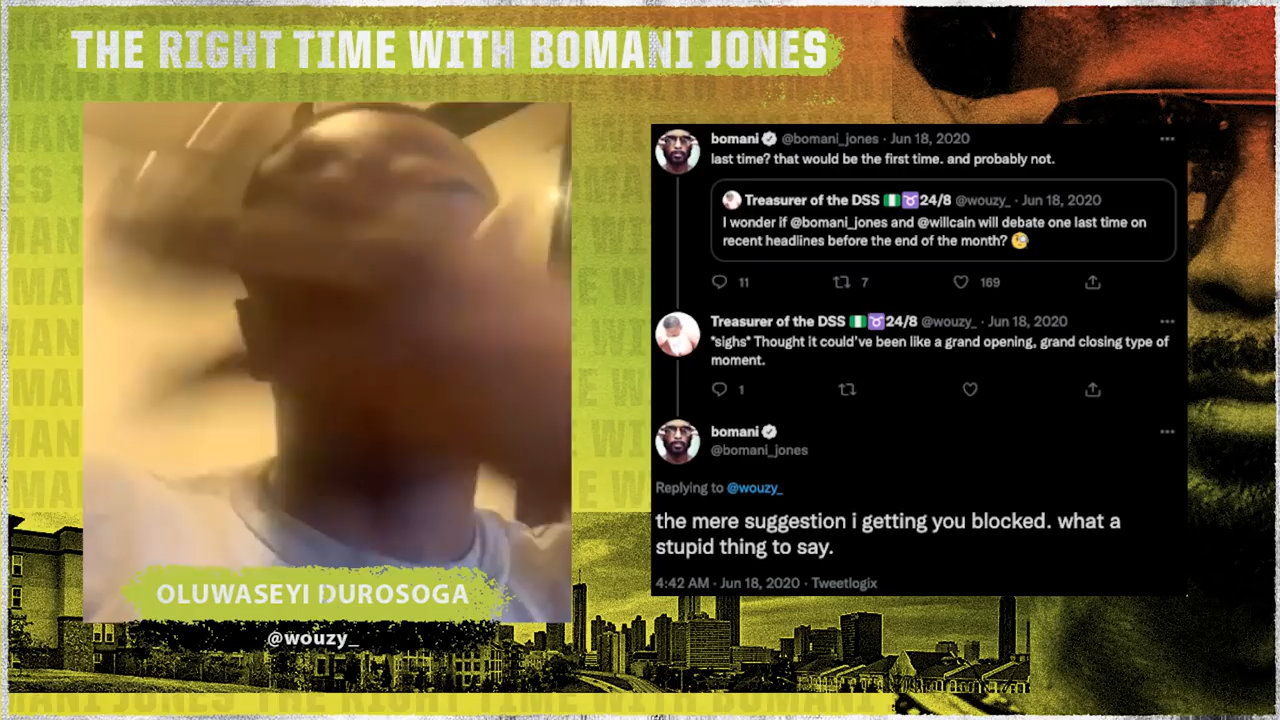 THE RIGHT TIME WITH BOMANI JONES
bomani @bomani_jones · Jun 18, 2020
last time? that would be the first time. and probably not.
Treasurer of the DSS 🇳🇬♉24/8 @wouzy_ · Jun 18, 2020
I wonder if @bomani_jones and @willcain will debate one last time on
recent headlines before the end of the month? 🧐
11 7 169
Treasurer of the DSS 🇳🇬♉24/8 @wouzy_ · Jun 18, 2020
*sighs* Thought it could've been like a grand opening, grand closing type of
moment.
1
bomani
@bomani_jones
Replying to @wouzy_
the mere suggestion i getting you blocked. what a
stupid thing to say.
4:42 AM · Jun 18, 2020 · Tweetlogix
OLUWASEYI DUROSOGA
@wouzy_